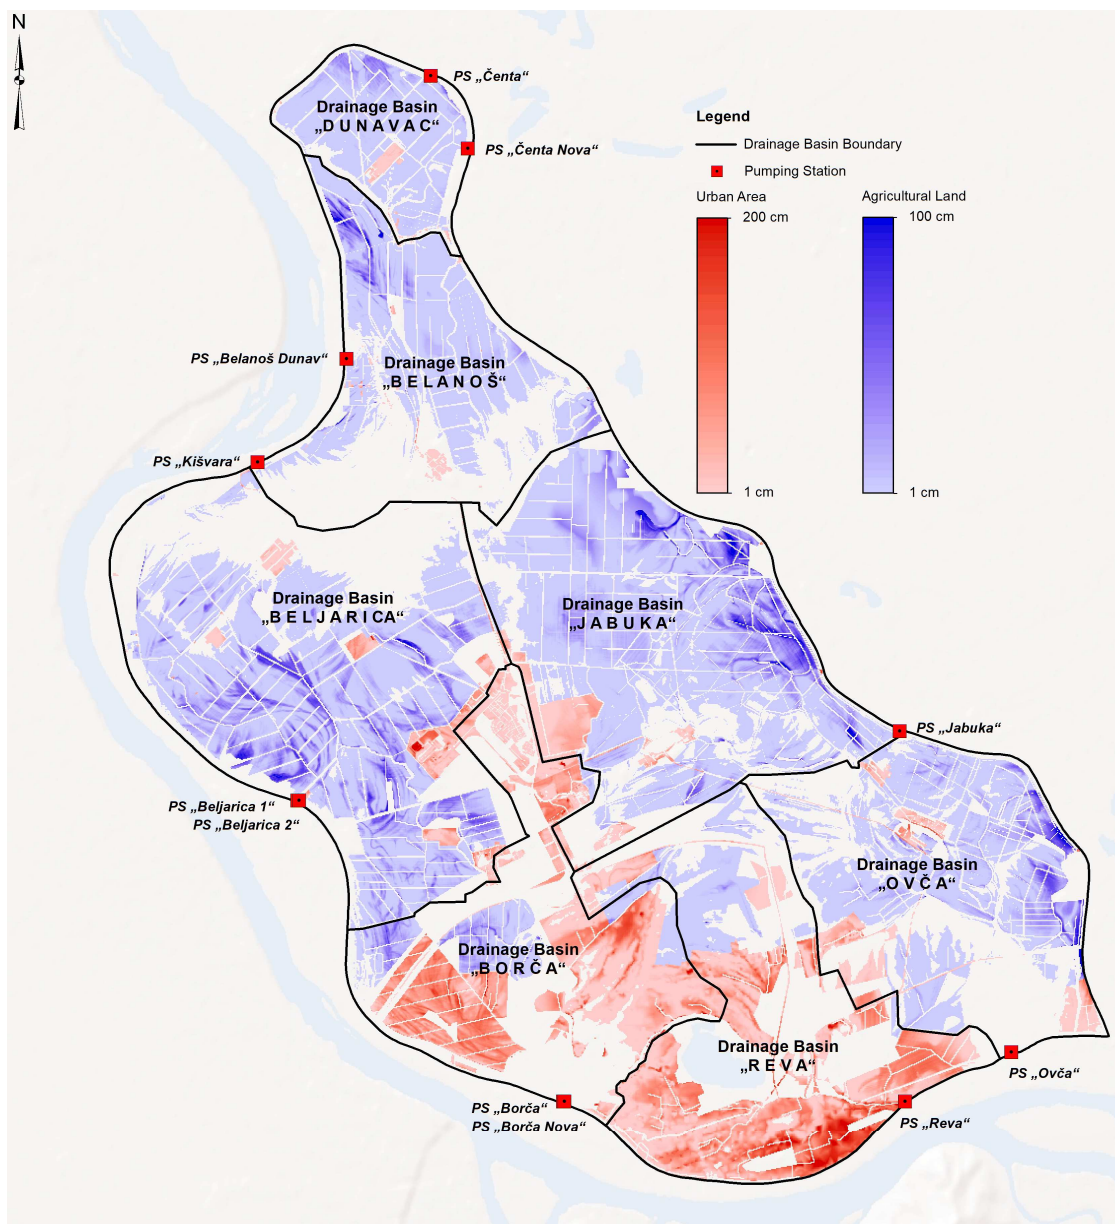 N
PS „Čenta“
Drainage Basin
„D U N A V A C“
Legend
Drainage Basin Boundary
PS „Čenta Nova“
Pumping Station
Urban Area
Agricultural Land
200 cm
100 cm
PS „Belanoš Dunav“
Drainage Basin
„B E L A N O Š“
PS „Kišvara“
1 cm
1 cm
Drainage Basin
„B E L J A R I CA“
Drainage Basin
„J A B U K A“
PS „Jabuka“
PS „Beljarica 1“
PS „Beljarica 2“
Drainage Basin
„O V Č A“
Drainage Basin
„B O R Č A“
Drainage Basin
„R E V A“
PS „Ovča“
PS „Borča“
PS „Borča Nova“
PS „Reva“